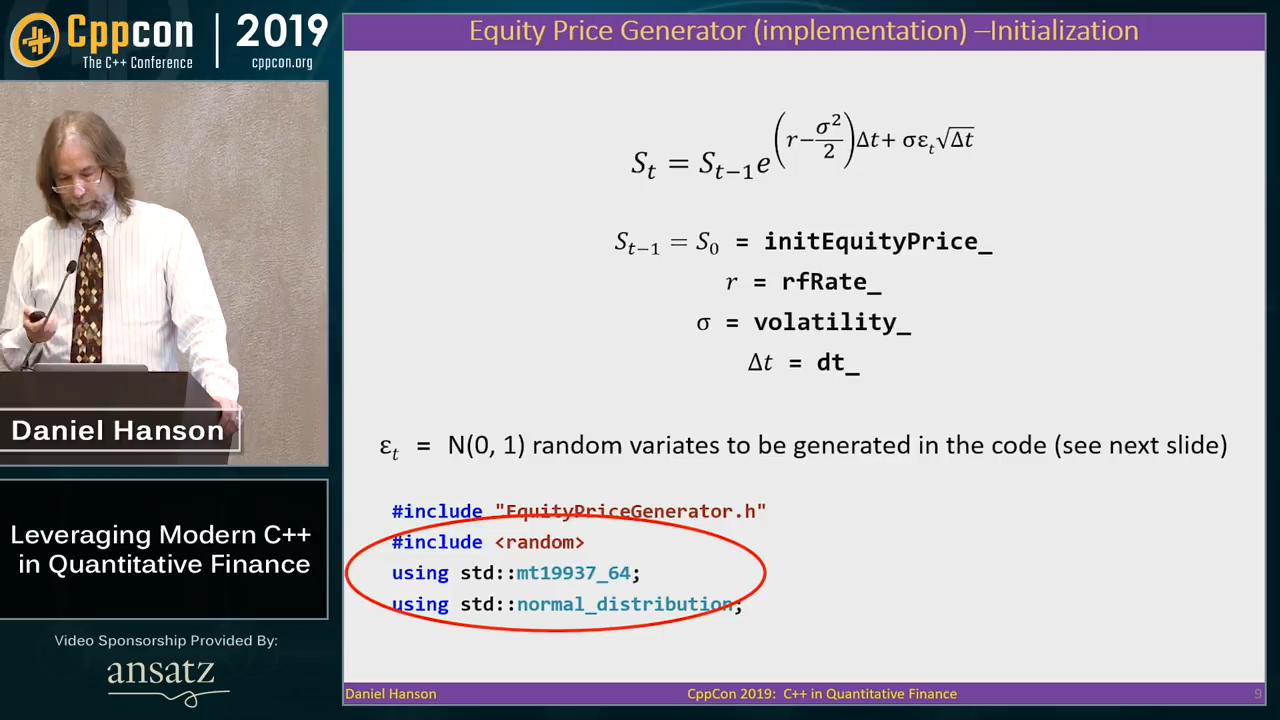 Cppcon
The C++ Conference
2019
cppcon.org
Equity Price Generator (implementation) –Initialization
S_t = S_{t−1}e^{(r−σ²/2)Δt+ σε_t√Δt}
S_{t−1} = S_0 = initEquityPrice_
r = rfRate_
σ = volatility_
Δt = dt_
ε_t = N(0, 1) random variates to be generated in the code (see next slide)
#include "EquityPriceGenerator.h"
#include <random>
using std::mt19937_64;
using std::normal_distribution;
Daniel Hanson
Leveraging Modern C++
in Quantitative Finance
Video Sponsorship Provided By:
ansatz
Daniel Hanson
CppCon 2019: C++ in Quantitative Finance
9